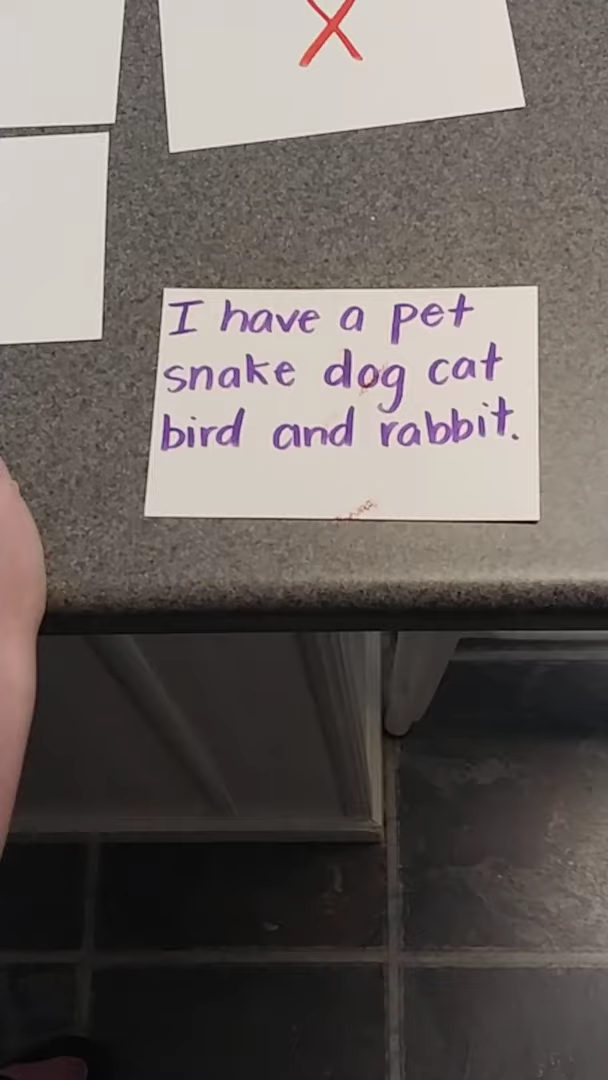 X
I have a pet
snake dog cat
bird and rabbit.